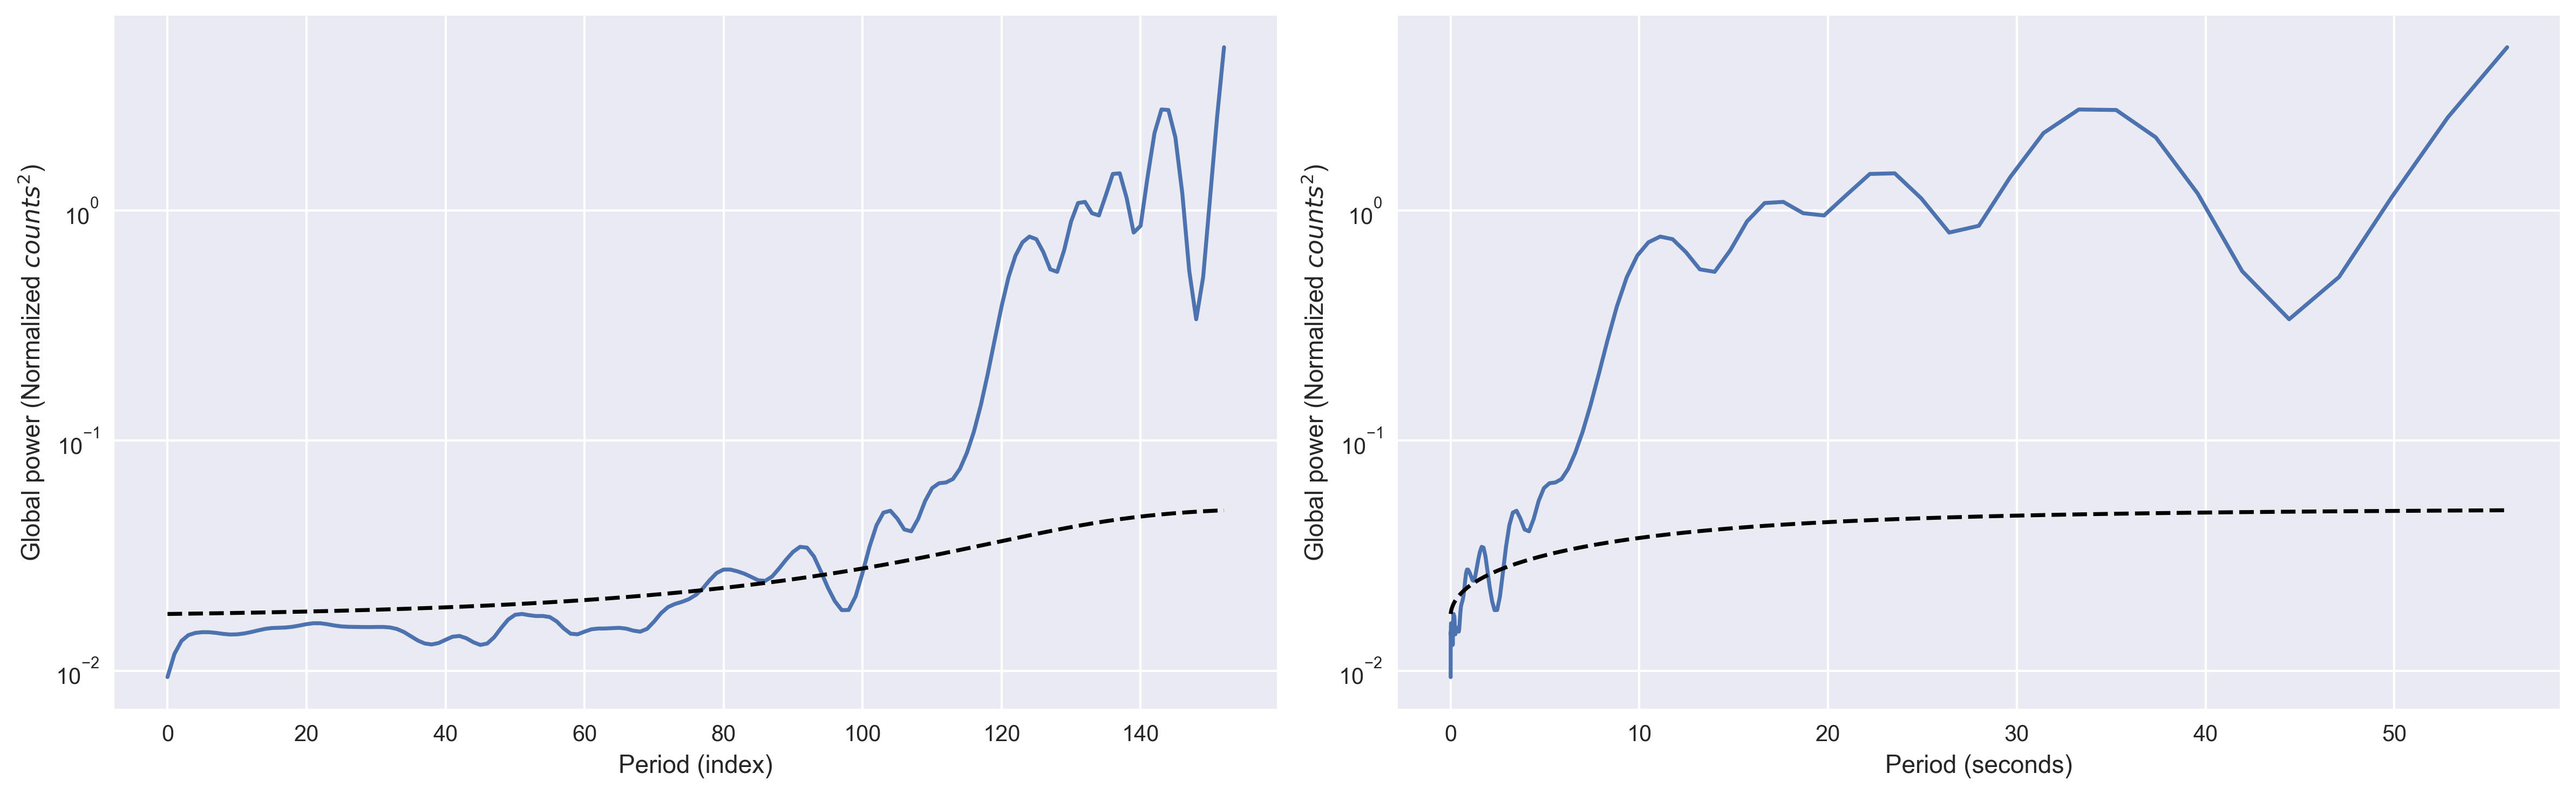 Global power (Normalized counts²)
10⁰
10⁻¹
10⁻²
0 20 40 60 80 100 120 140
Period (index)
Global power (Normalized counts²)
10⁰
10⁻¹
10⁻²
0 10 20 30 40 50
Period (seconds)